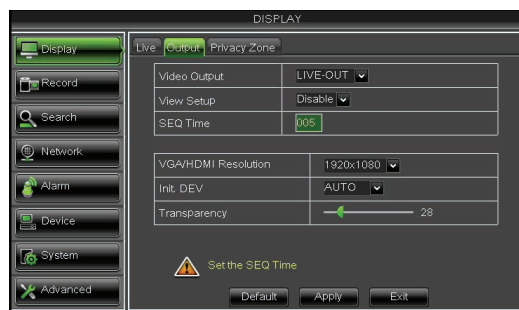 DISPLAY
Display
Record
Search
Network
Alarm
Device
System
Advanced
Live Output Privacy Zone
Video Output LIVE-OUT
View Setup Disable
SEQ Time 005
VGA/HDMI Resolution 1920x1080
Init. DEV AUTO
Transparency 28
Set the SEQ Time
Default Apply Exit